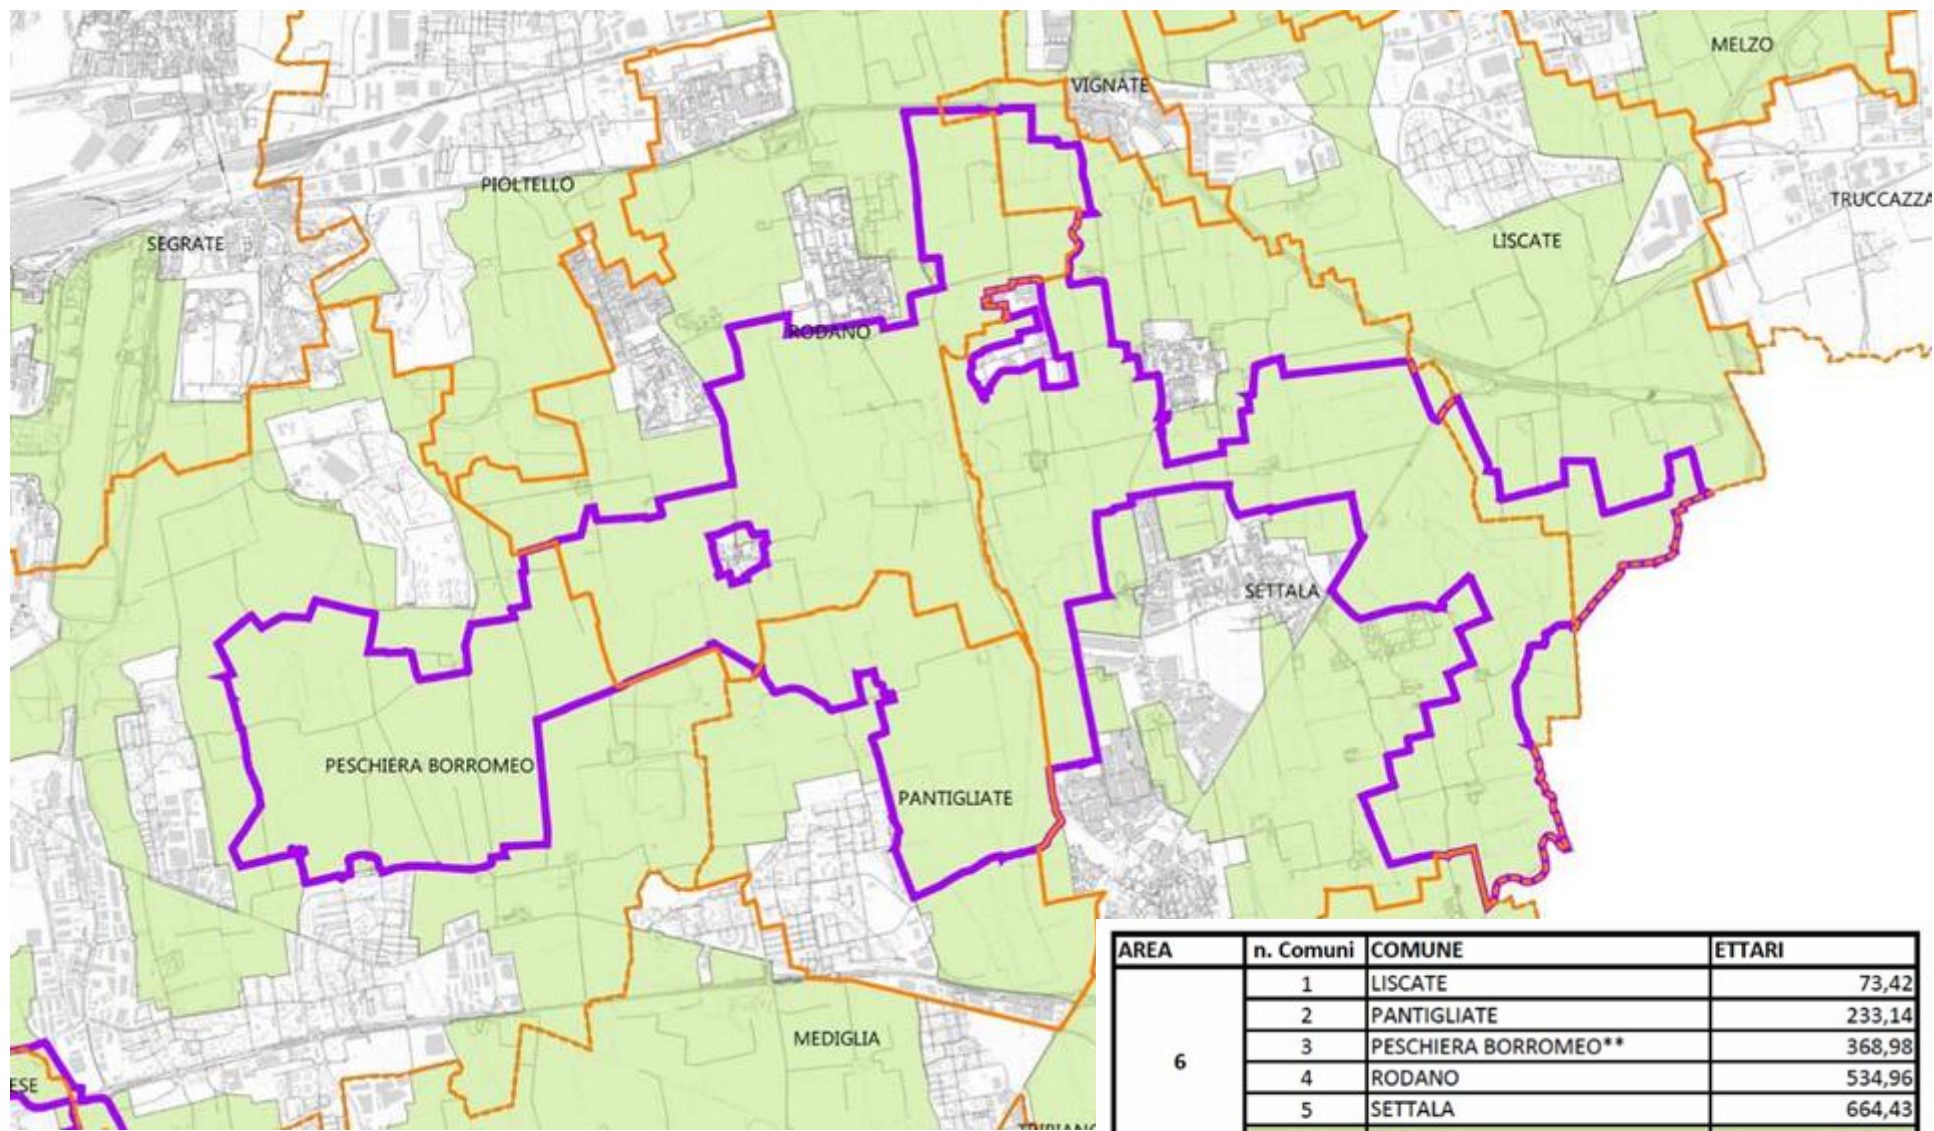 MELZO
VIGNATE
PIOLTELLO
TRUCCAZZA
SEGRATE
LISCATE
RODANO
SETTALA
PESCHIERA BORROMEO
PANTIGLIATE
MEDIGLIA
ESE
AREA n. Comuni COMUNE ETTARI
1 LISCATE 73,42
2 PANTIGLIATE 233,14
6 3 PESCHIERA BORROMEO** 368,98
4 RODANO 534,96
5 SETTALA 664,43